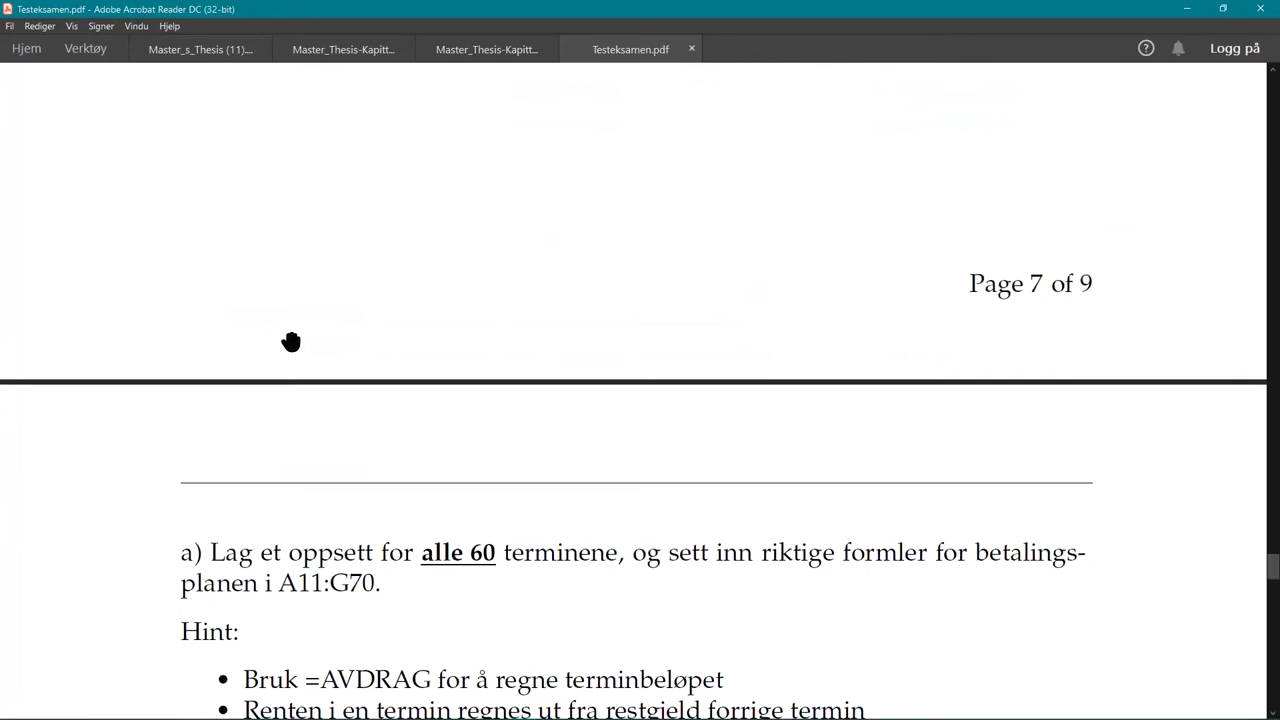 Testeksamen.pdf - Adobe Acrobat Reader DC (32-bit)
Fil Rediger Vis Signer Vindu Hjelp
Hjem Verktøy Master_s_Thesis (11).... Master_Thesis-Kapitt... Master_Thesis-Kapitt... Testeksamen.pdf × Logg på
Page 7 of 9
a) Lag et oppsett for alle 60 terminene, og sett inn riktige formler for betalings-
planen i A11:G70.
Hint:
• Bruk =AVDRAG for å regne terminbeløpet
• Renten i en termin regnes ut fra restgjeld forrige termin